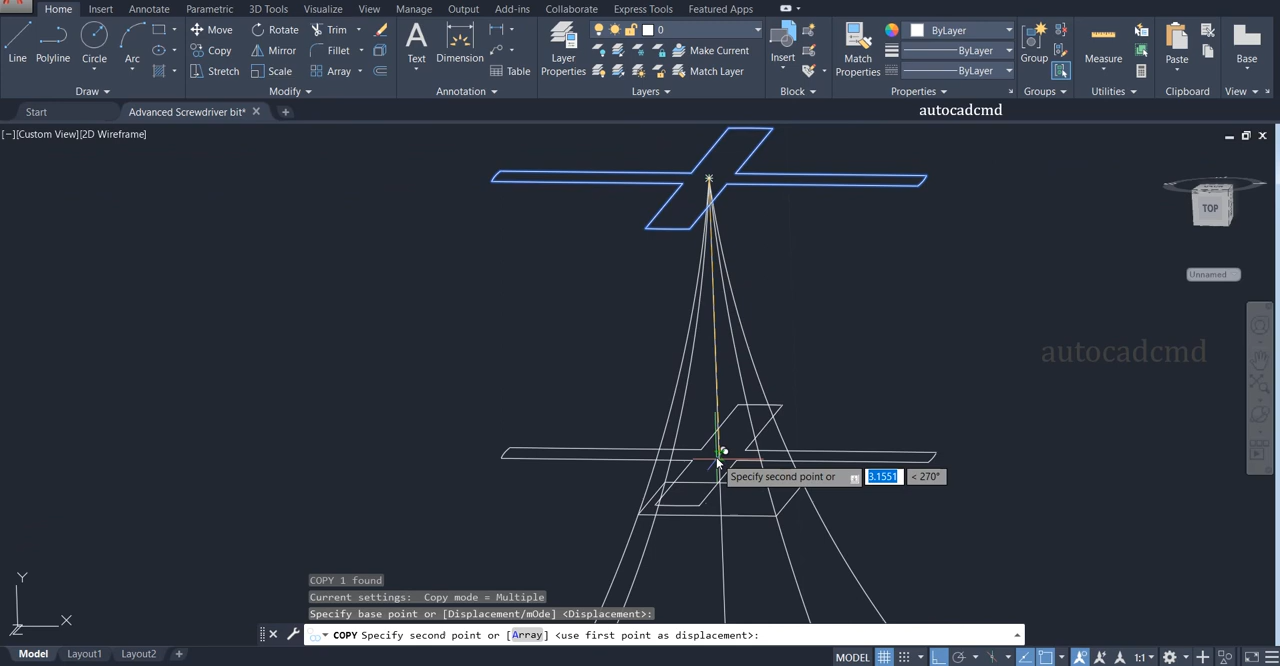 Home Insert Annotate Parametric 3D Tools Visualize View Manage Output Add-ins Collaborate Express Tools Featured Apps
Line Polyline Circle Arc
Draw
Move Rotate Trim
Copy Mirror Fillet
Stretch Scale Array
Modify
Text Dimension Table
Annotation
Layer Properties
0
Make Current
Match Layer
Layers
Insert
Block
Match Properties
ByLayer
ByLayer
ByLayer
Properties
Group
Groups
Measure
Utilities
Paste
Clipboard
Base
View
Start Advanced Screwdriver bit*
autocadcmd
[−][Custom View][2D Wireframe]
TOP
Unnamed
autocadcmd
Specify second point or 3.1551 < 270°
Y
X
Z
COPY 1 found
Current settings: Copy mode = Multiple
Specify base point or [Displacement/mOde] <Displacement>:
COPY Specify second point or [Array] <use first point as displacement>:
Model Layout1 Layout2
MODEL 1:1